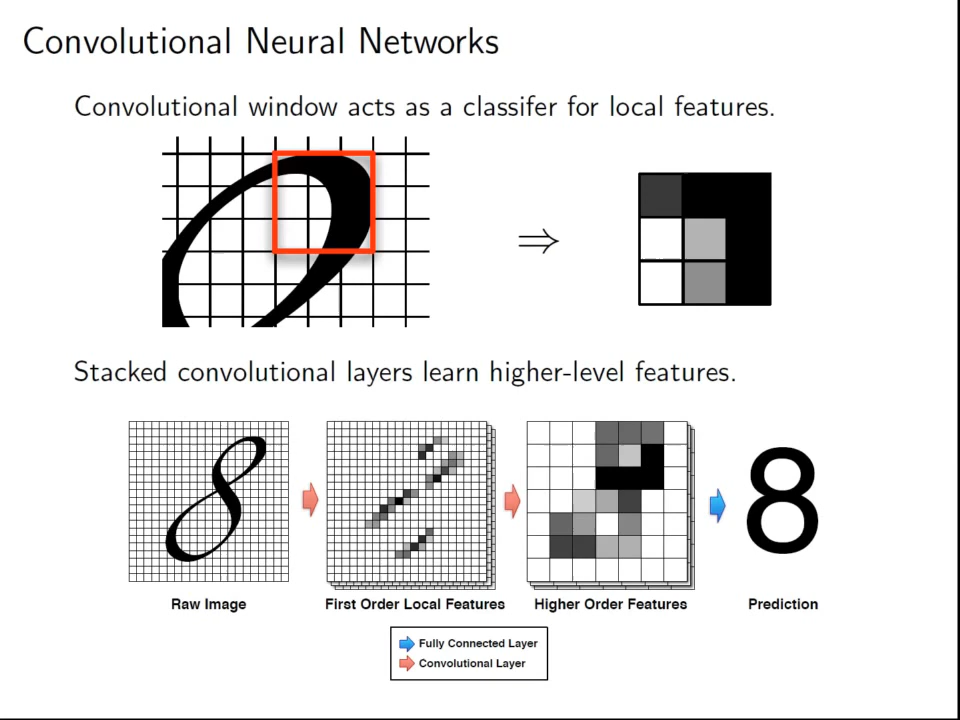 Convolutional Neural Networks
Convolutional window acts as a classifer for local features.
⇒
Stacked convolutional layers learn higher-level features.
8
8
Raw Image
First Order Local Features
Higher Order Features
Prediction
Fully Connected Layer
Convolutional Layer